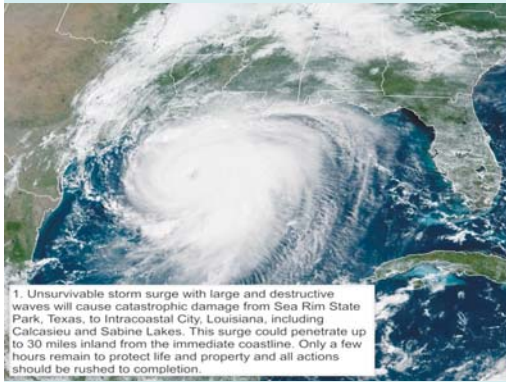 1. Unsurvivable storm surge with large and destructive
waves will cause catastrophic damage from Sea Rim State
Park, Texas, to Intracoastal City, Louisiana, including
Calcasieu and Sabine Lakes. This surge could penetrate up
to 30 miles inland from the immediate coastline. Only a few
hours remain to protect life and property and all actions
should be rushed to completion.